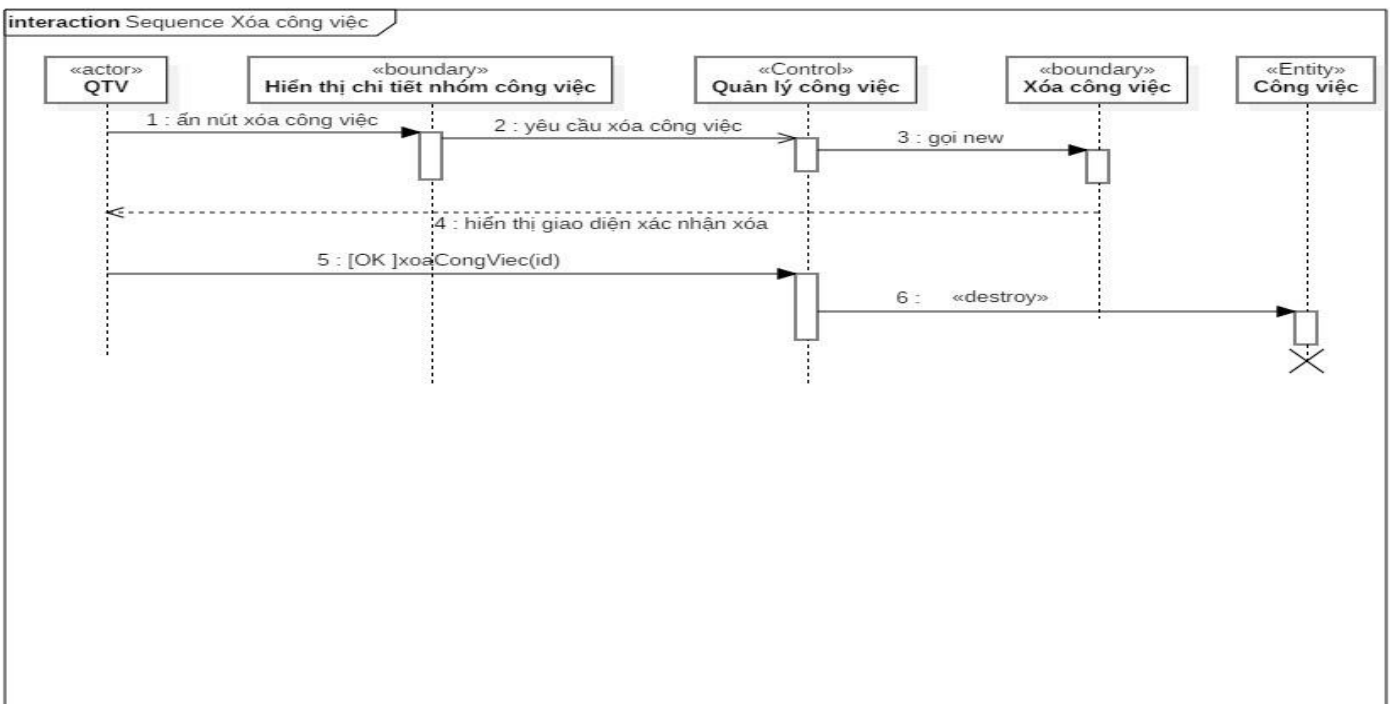 interaction Sequence Xóa công việc
«actor»
QTV
«boundary»
Hiển thị chi tiết nhóm công việc
«Control»
Quản lý công việc
«boundary»
Xóa công việc
«Entity»
Công việc
1 : ấn nút xóa công việc
2 : yêu cầu xóa công việc
3 : gọi new
4 : hiển thị giao diện xác nhận xóa
5 : [OK ]xoaCongViec(id)
6 : «destroy»